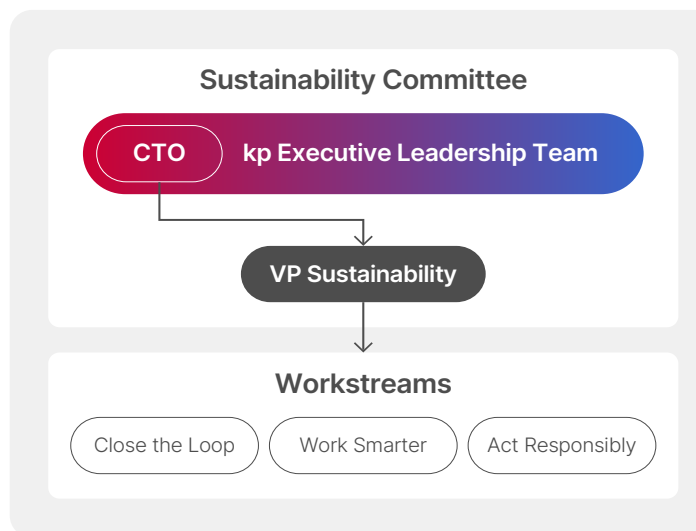 Sustainability Committee
CTO kp Executive Leadership Team
VP Sustainability
Workstreams
Close the Loop Work Smarter Act Responsibly